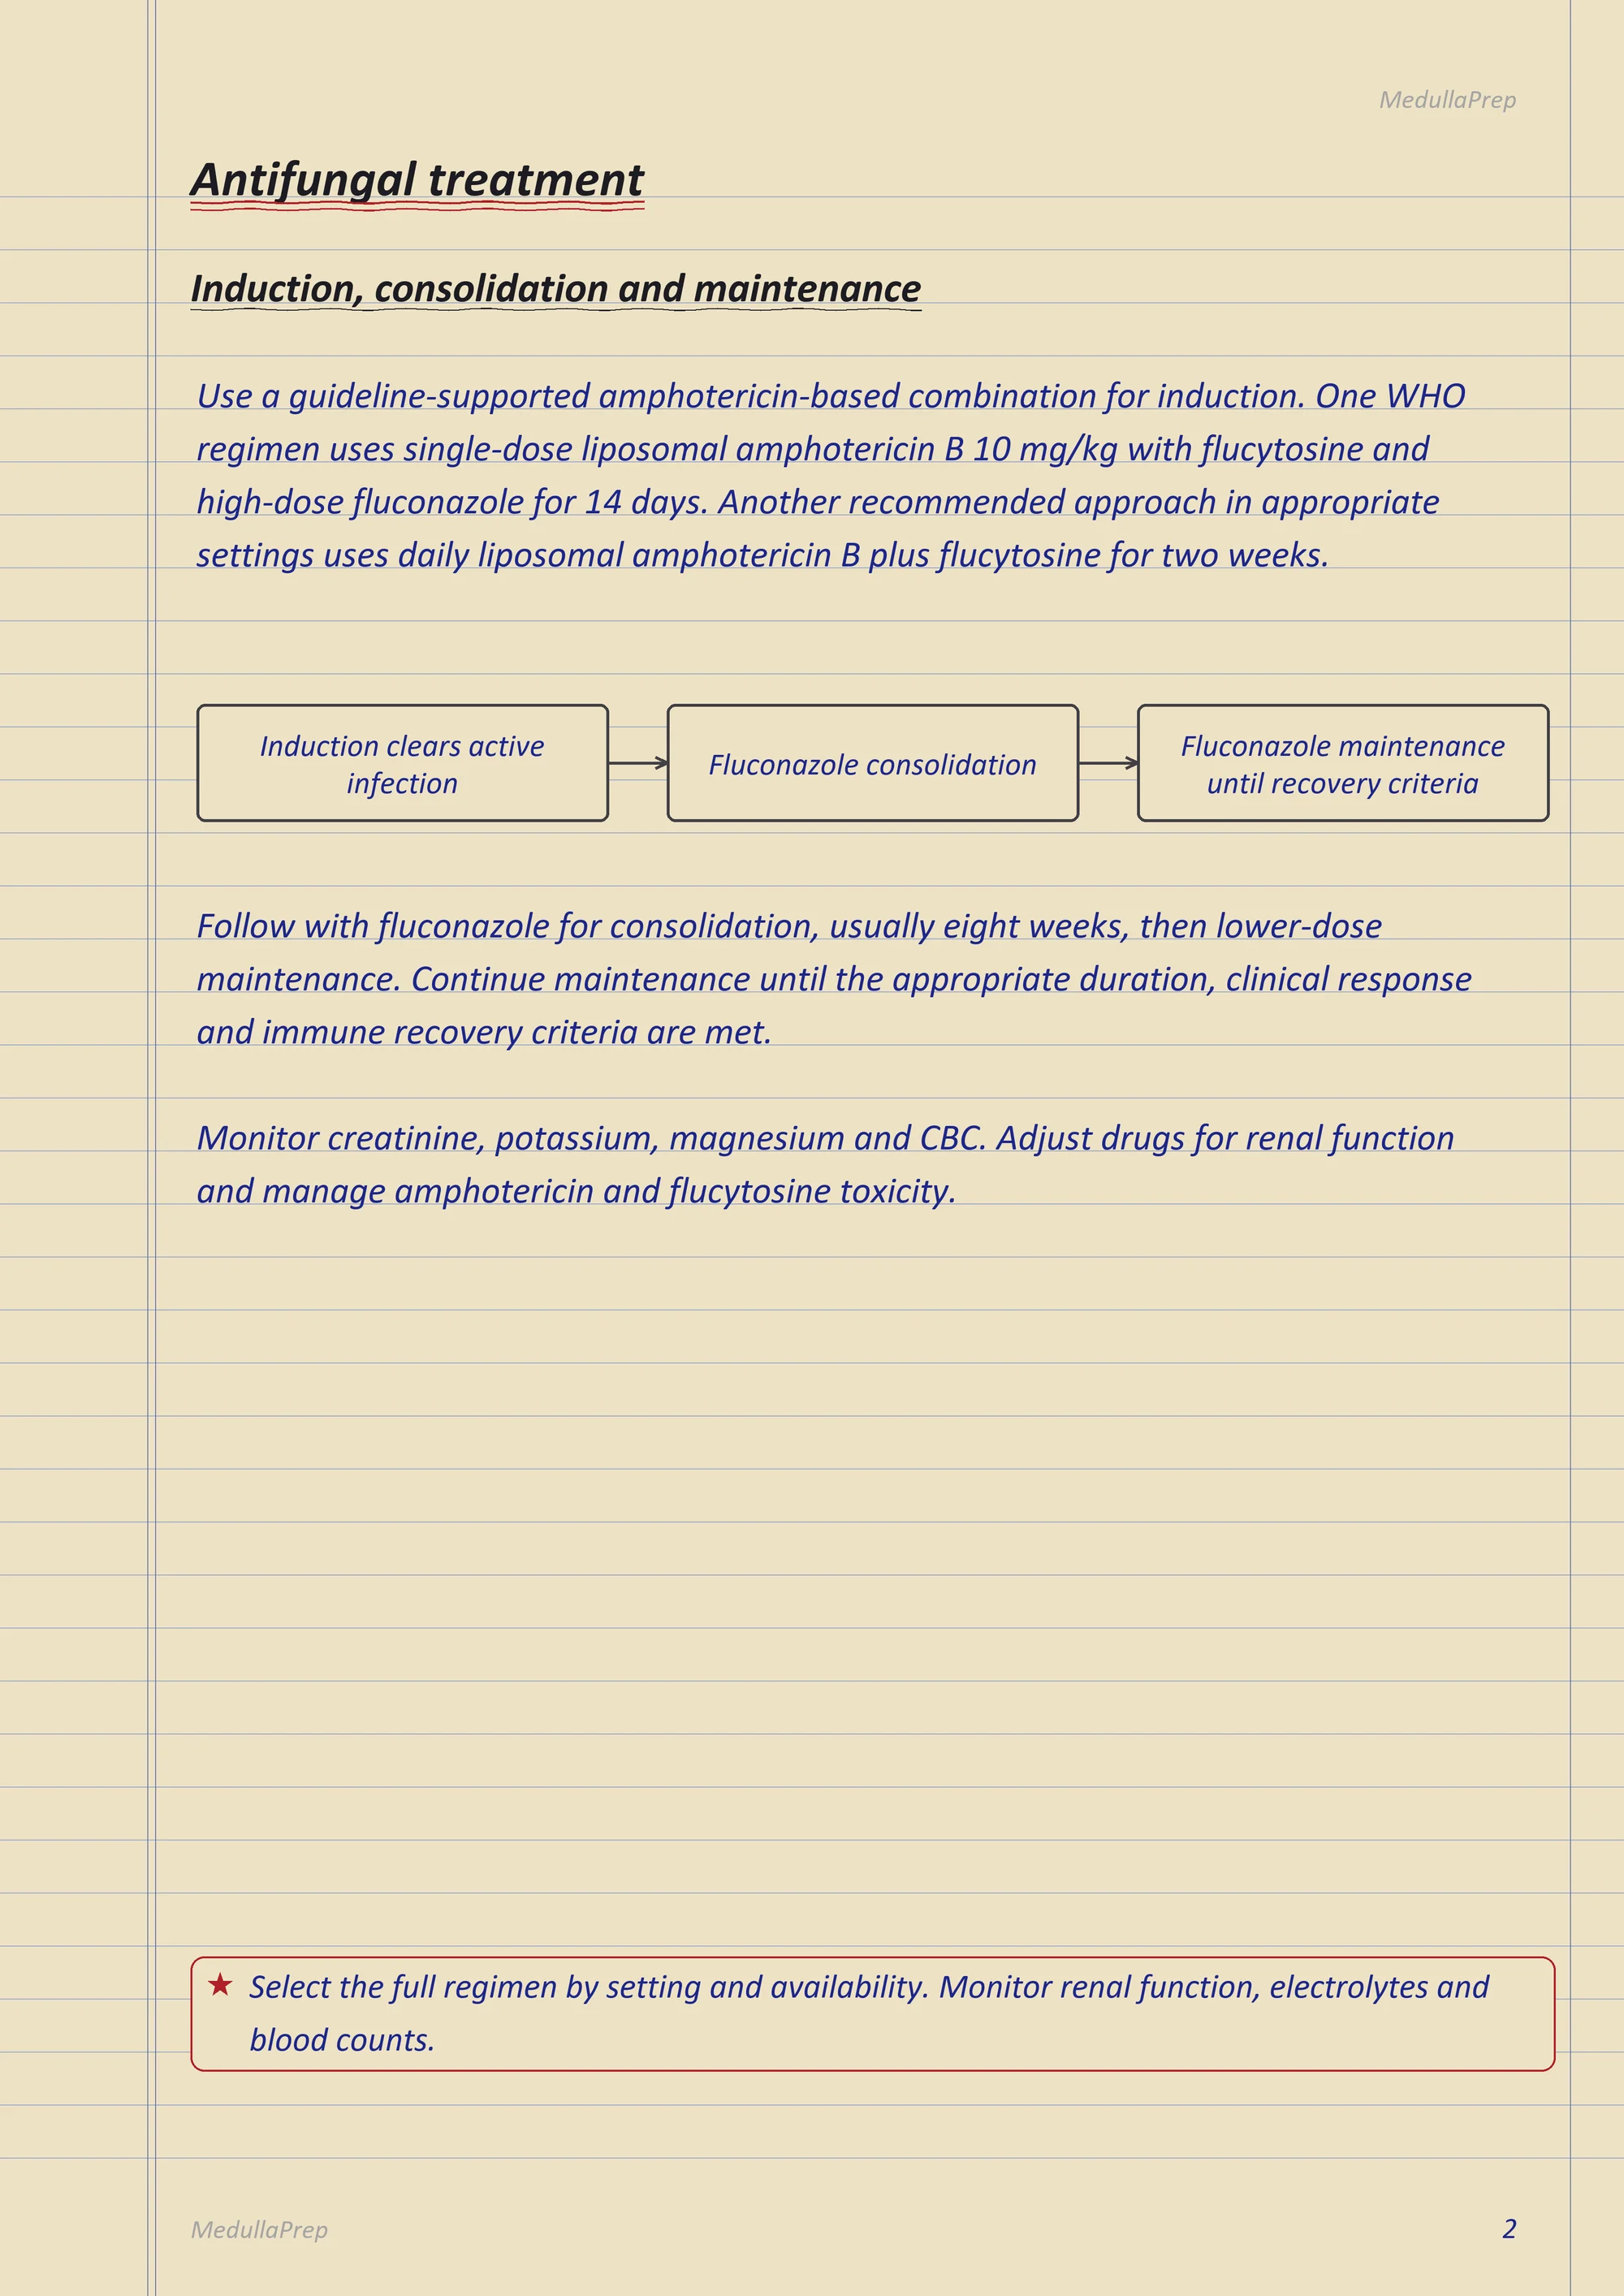 MedullaPrep
Antifungal treatment
Induction, consolidation and maintenance
Use a guideline-supported amphotericin-based combination for induction. One WHO
regimen uses single-dose liposomal amphotericin B 10 mg/kg with flucytosine and
high-dose fluconazole for 14 days. Another recommended approach in appropriate
settings uses daily liposomal amphotericin B plus flucytosine for two weeks.
Induction clears active
infection
Fluconazole consolidation
Fluconazole maintenance
until recovery criteria
Follow with fluconazole for consolidation, usually eight weeks, then lower-dose
maintenance. Continue maintenance until the appropriate duration, clinical response
and immune recovery criteria are met.
Monitor creatinine, potassium, magnesium and CBC. Adjust drugs for renal function
and manage amphotericin and flucytosine toxicity.
★ Select the full regimen by setting and availability. Monitor renal function, electrolytes and
blood counts.
MedullaPrep
2